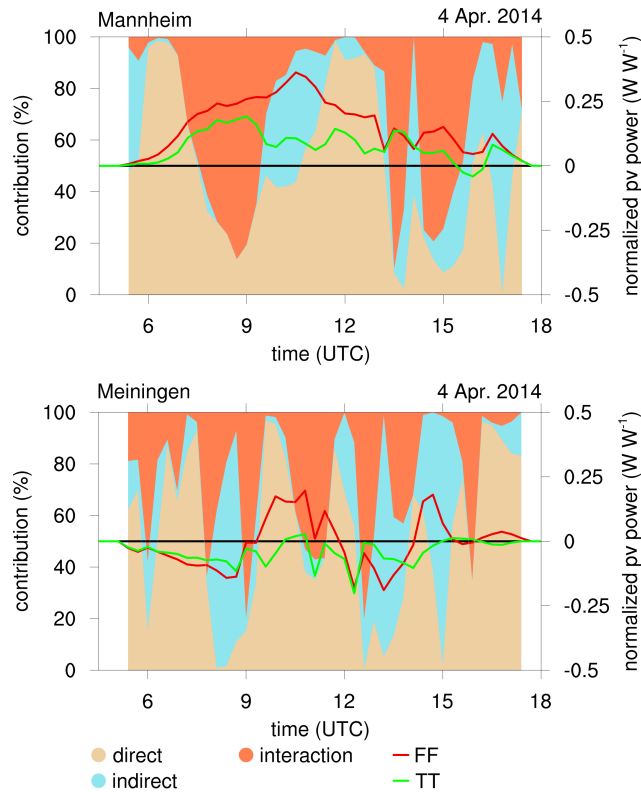 Mannheim 4 Apr. 2014
contribution (%)
100
80
60
40
20
0
normalized pv power (W W-1)
0.5
0.25
0
-0.25
-0.5
6 9 12 15 18
time (UTC)
Meiningen 4 Apr. 2014
contribution (%)
100
80
60
40
20
0
normalized pv power (W W-1)
0.5
0.25
0
-0.25
-0.5
6 9 12 15 18
time (UTC)
direct interaction FF
indirect TT